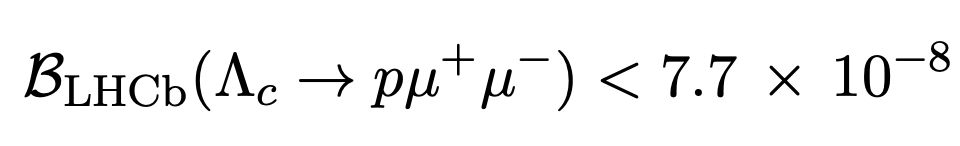 ℬ_LHCb(Λ_c → pμ⁺μ⁻) < 7.7 × 10⁻⁸